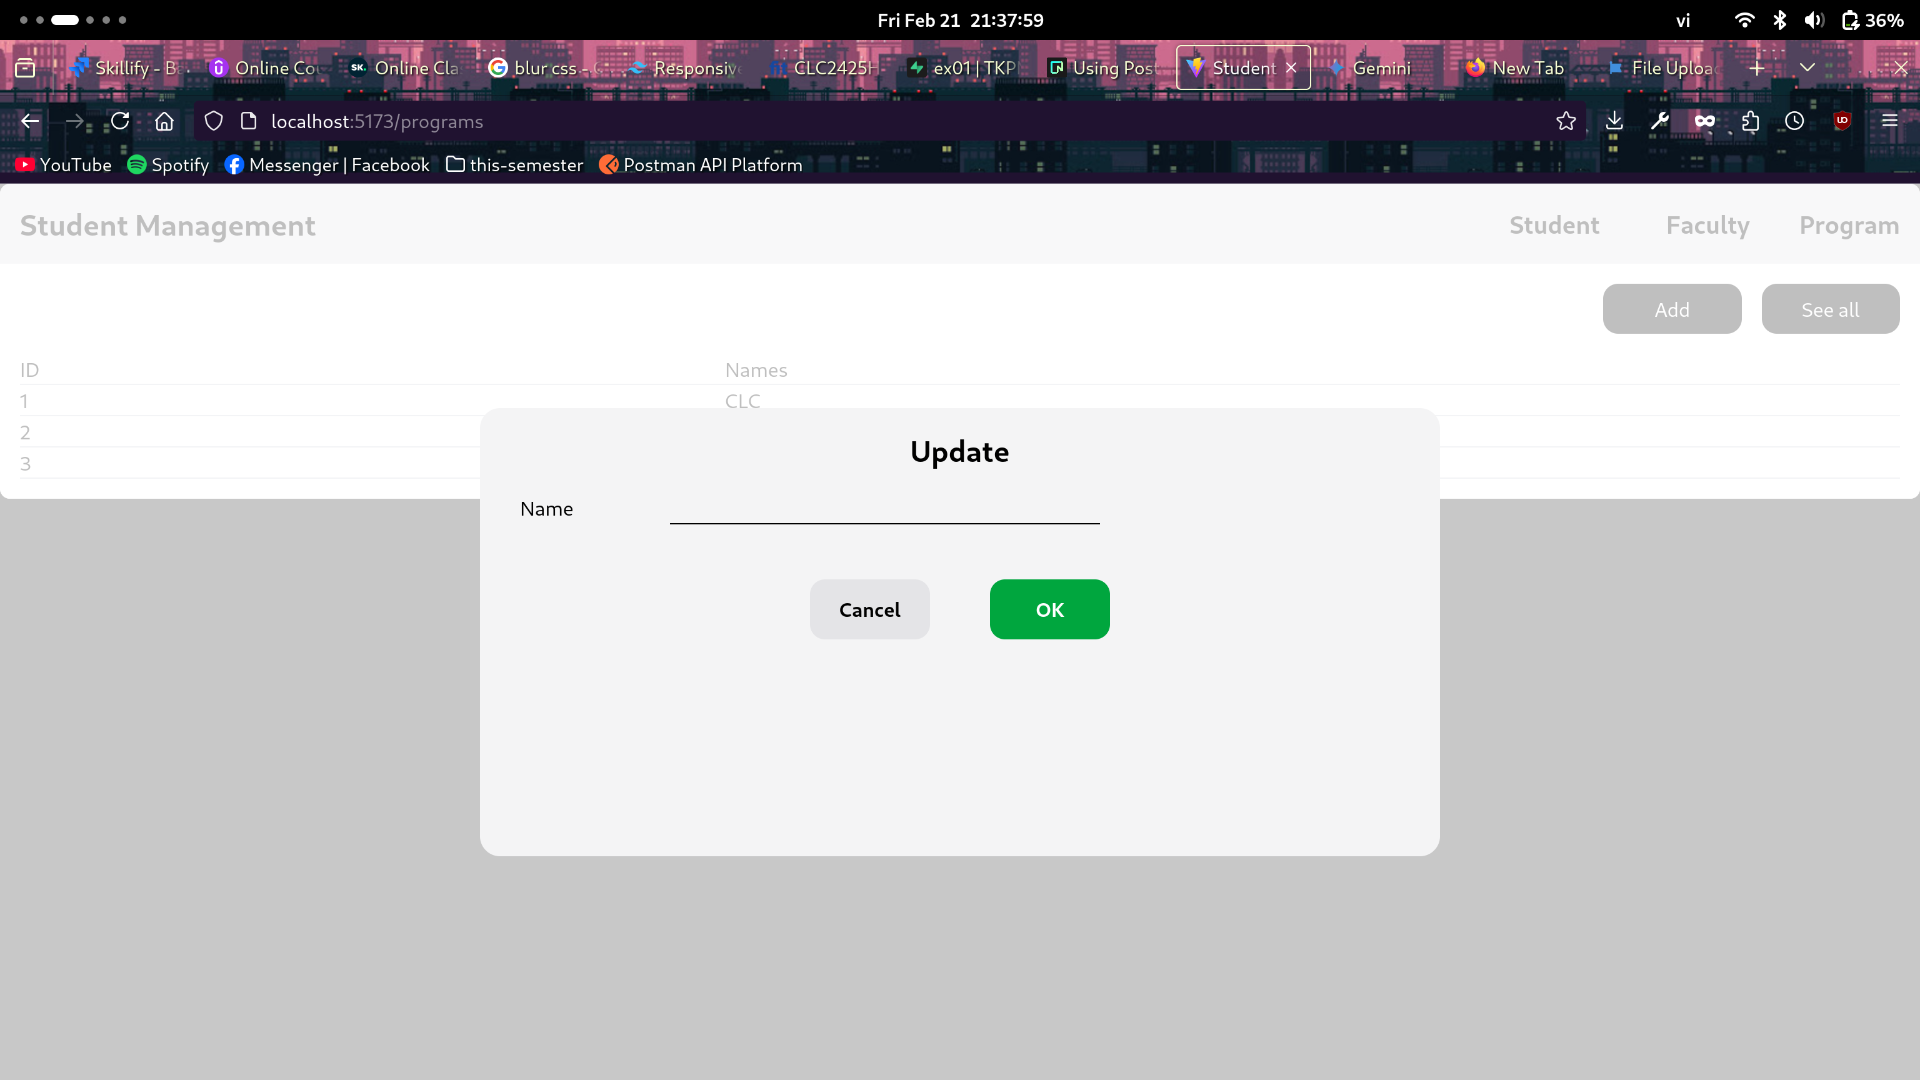 Fri Feb 21 21:37:59
vi
36%
Skillify - B
Online Co
SK.
Online Cla
blur css -
Responsiv
CLC2425H
ex01 | TKP
Using Post
Student
Gemini
New Tab
File Uploa
localhost:5173/programs
YouTube
Spotify
Messenger | Facebook
this-semester
Postman API Platform
Student Management
Student
Faculty
Program
Add
See all
ID
Names
1
CLC
2
3
Update
Name
Cancel
OK